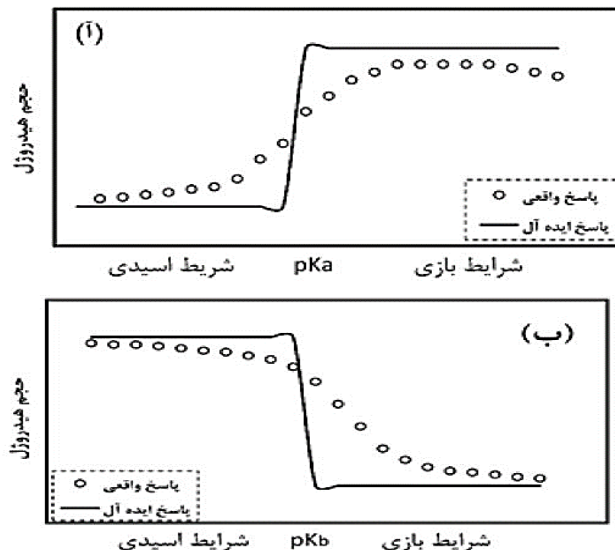 (آ)
حجم هیدروژل
پاسخ واقعی
پاسخ ایده آل
شریط اسیدی pKa شرایط بازی
(ب)
حجم هیدروژل
پاسخ واقعی
پاسخ ایده آل
شرایط اسیدی pKb شرایط بازی